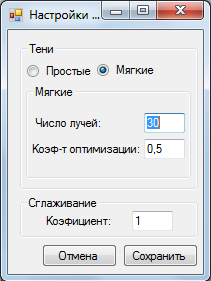 Настройки ...
Тени
Простые Мягкие
Мягкие
Число лучей: 30
Коэф-т оптимизации: 0,5
Сглаживание
Коэфициент: 1
Отмена Сохранить